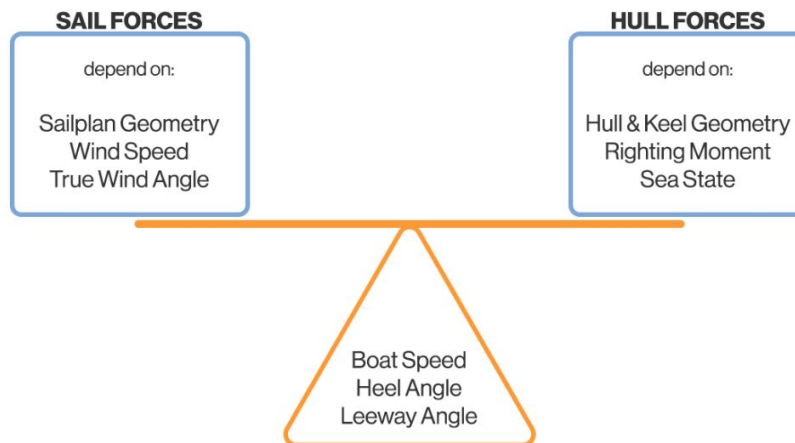 SAIL FORCES
depend on:
Sailplan Geometry
Wind Speed
True Wind Angle
HULL FORCES
depend on:
Hull & Keel Geometry
Righting Moment
Sea State
Boat Speed
Heel Angle
Leeway Angle